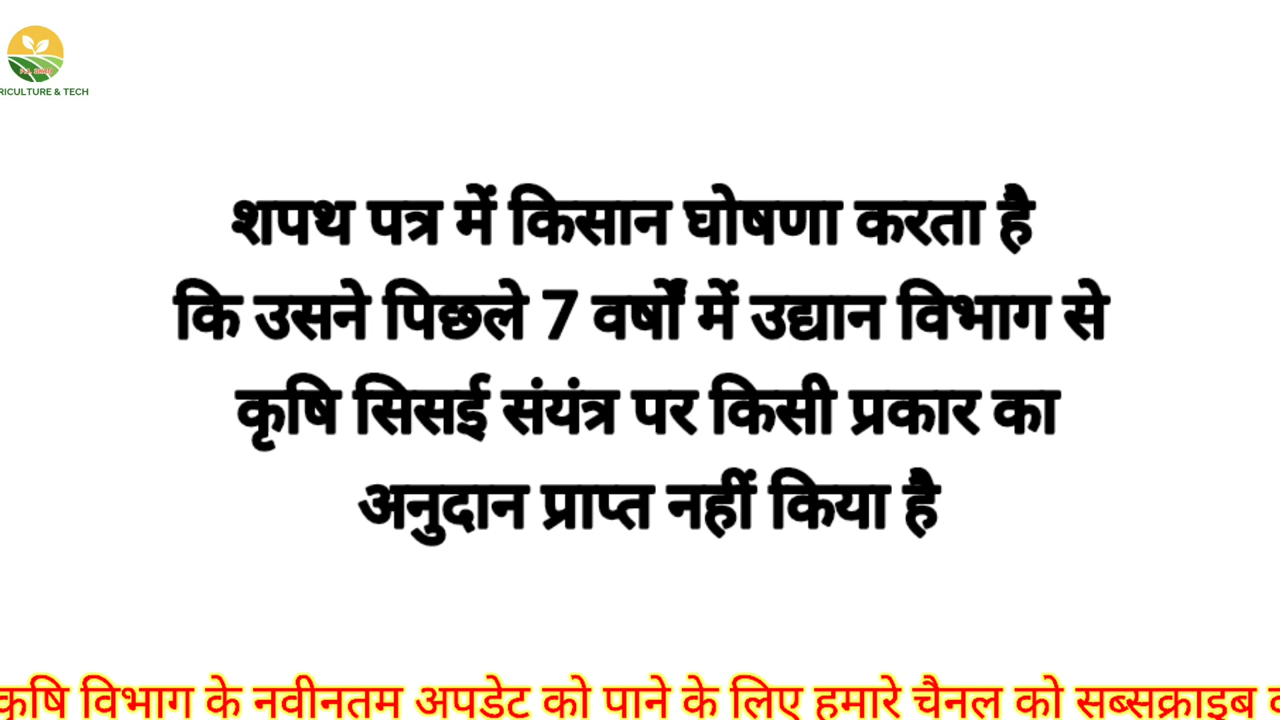 RICULTURE & TECH
शपथ पत्र में किसान घोषणा करता है
कि उसने पिछले 7 वर्षों में उद्यान विभाग से
कृषि सिसई संयंत्र पर किसी प्रकार का
अनुदान प्राप्त नहीं किया है
कृषि विभाग के नवीनतम अपडेट को पाने के लिए हमारे चैनल को सब्सक्राइब